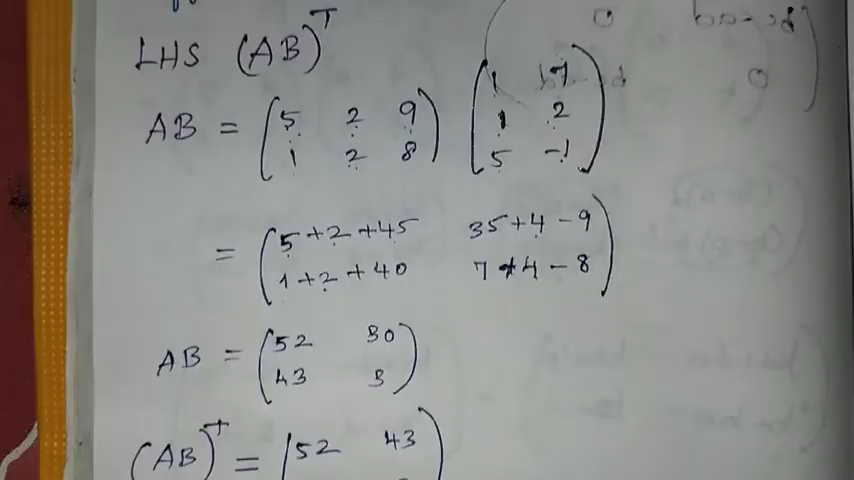 LHS (AB)^T
AB = (5 2 9) (1 7)
(1 2 8) (1 2)
(5 -1)
= (5+2+45 35+4-9)
(1+2+40 7+4-8)
AB = (52 30)
(43 3)
(AB)^T = (52 43)